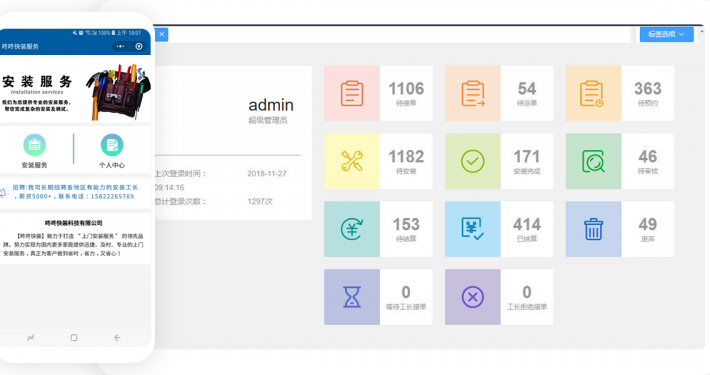 100% 上午 10:07
咚咚快装服务
安装服务
Installation services
我们为您提供专业的安装服务,
帮您完成复杂的安装及调试。
安装服务
个人中心
招聘:我司长期招聘各地区有能力的安装工长
,薪资5000+,联系电话:15822265769
咚咚快装科技有限公司
【咚咚快装】致力于打造“上门安装服务”的领先品
牌。努力实现为国内更多家庭提供迅捷、及时、专业的上门
安装服务,真正为客户做到省时,省力,又省心!
标签选项
admin
超级管理员
上次登录时间: 2018-11-27
09:14:16
总计登录次数: 1297次
1106
待接单
54
待派单
363
待预约
1182
待安装
171
安装完成
46
待审核
153
待结算
414
已结算
49
废弃
0
等待工长接单
0
工长拒绝接单